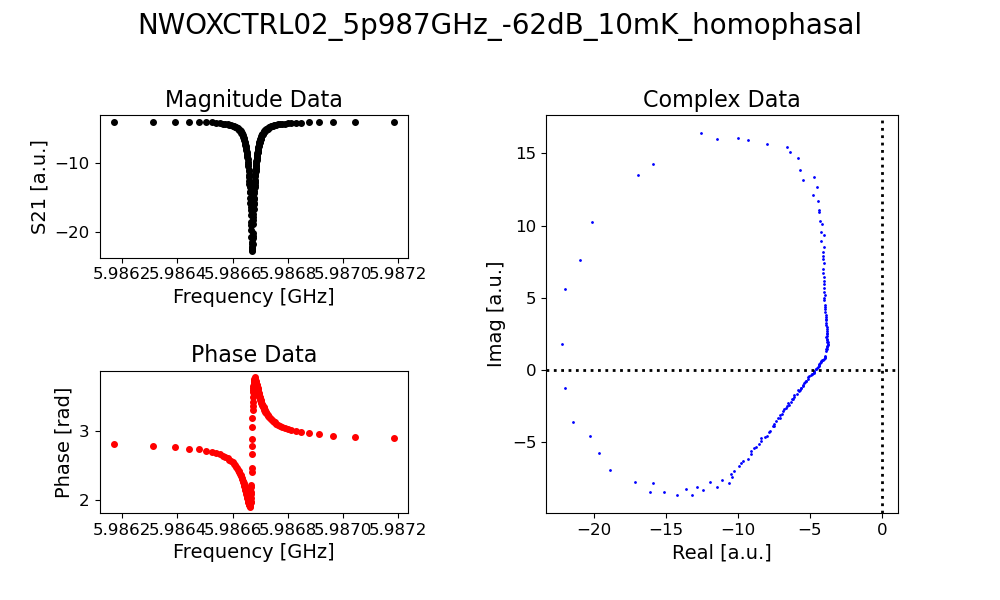 NWOXCTRL02_5p987GHz_-62dB_10mK_homophasal
Magnitude Data
S21 [a.u.]
−10
−20
5.9862 5.9864 5.9866 5.9868 5.9870 5.9872
Frequency [GHz]
Phase Data
Phase [rad]
3
2
5.9862 5.9864 5.9866 5.9868 5.9870 5.9872
Frequency [GHz]
Complex Data
Imag [a.u.]
15
10
5
0
−5
−20 −15 −10 −5 0
Real [a.u.]